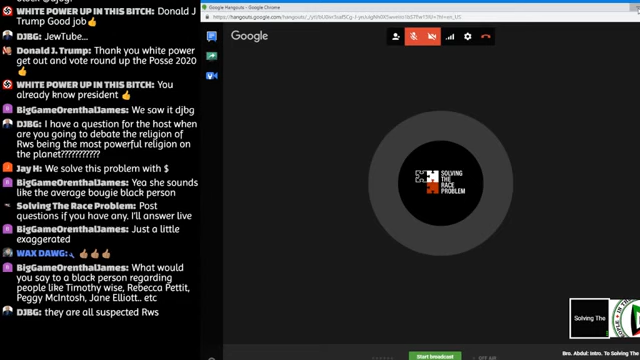 WHITE POWER UP IN THIS BITCH: Donald J
Trump Good job
DJBG: JewTube...
Donald J. Trump: Thank you white power
get out and vote round up the Posse 2020
WHITE POWER UP IN THIS BITCH: You
already know president
BigGameOrenthalJames: We saw it djbg
DJBG: I have a question for the host when
are you going to debate the religion of
Rws being the most powerful religion on
the planet???????????
Jay H: We solve this problem with $
BigGameOrenthalJames: Yea she sounds
like the average bougie black person
Solving The Race Problem: Post
questions if you have any. I'll answer live
BigGameOrenthalJames: Just a little
exaggerated
WAX DAWG:
BigGameOrenthalJames: What would
you say to a black person regarding
people like Timothy Wise, Rebecca Pettit,
Peggy McIntosh, Jane Elliott.. etc
DJBG: they are all suspected Rws
Google Hangouts - Google Chrome
Google
SOLVING
THE
RACE
PROBLEM
Solving The
Start broadcast
Bro. Abdul: Intro. To Solving The